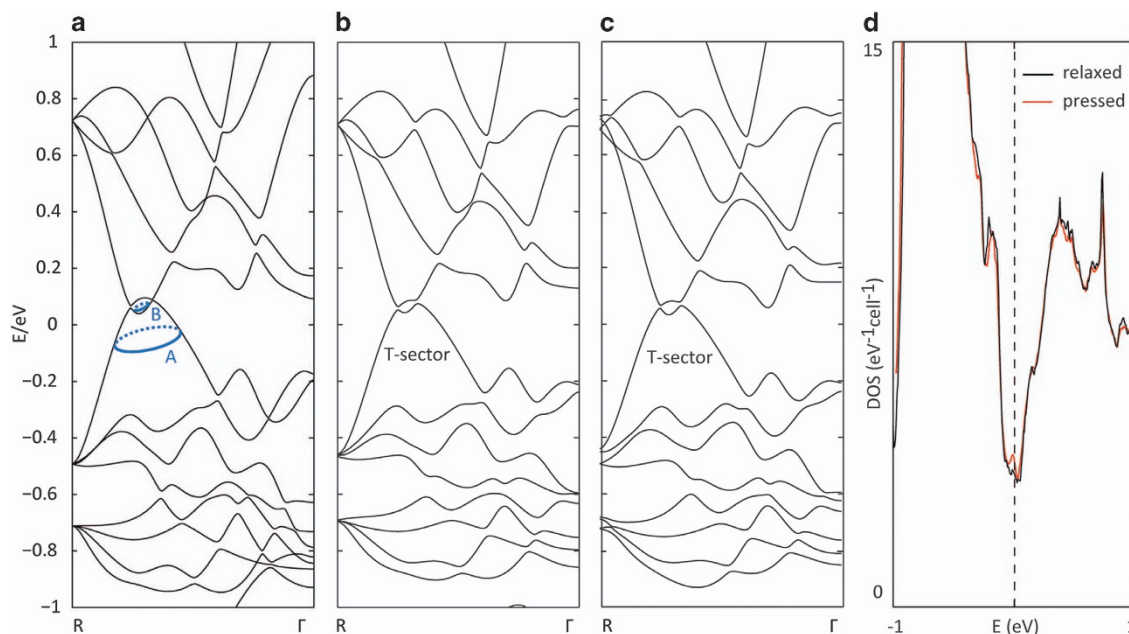 a
b
c
d
E/eV
1
0.8
0.6
0.4
0.2
0
−0.2
−0.4
−0.6
−0.8
−1
B
A
R
Γ
T-sector
R
Γ
T-sector
R
Γ
15
relaxed
pressed
DOS (eV-1cell-1)
0
-1
E (eV)
1